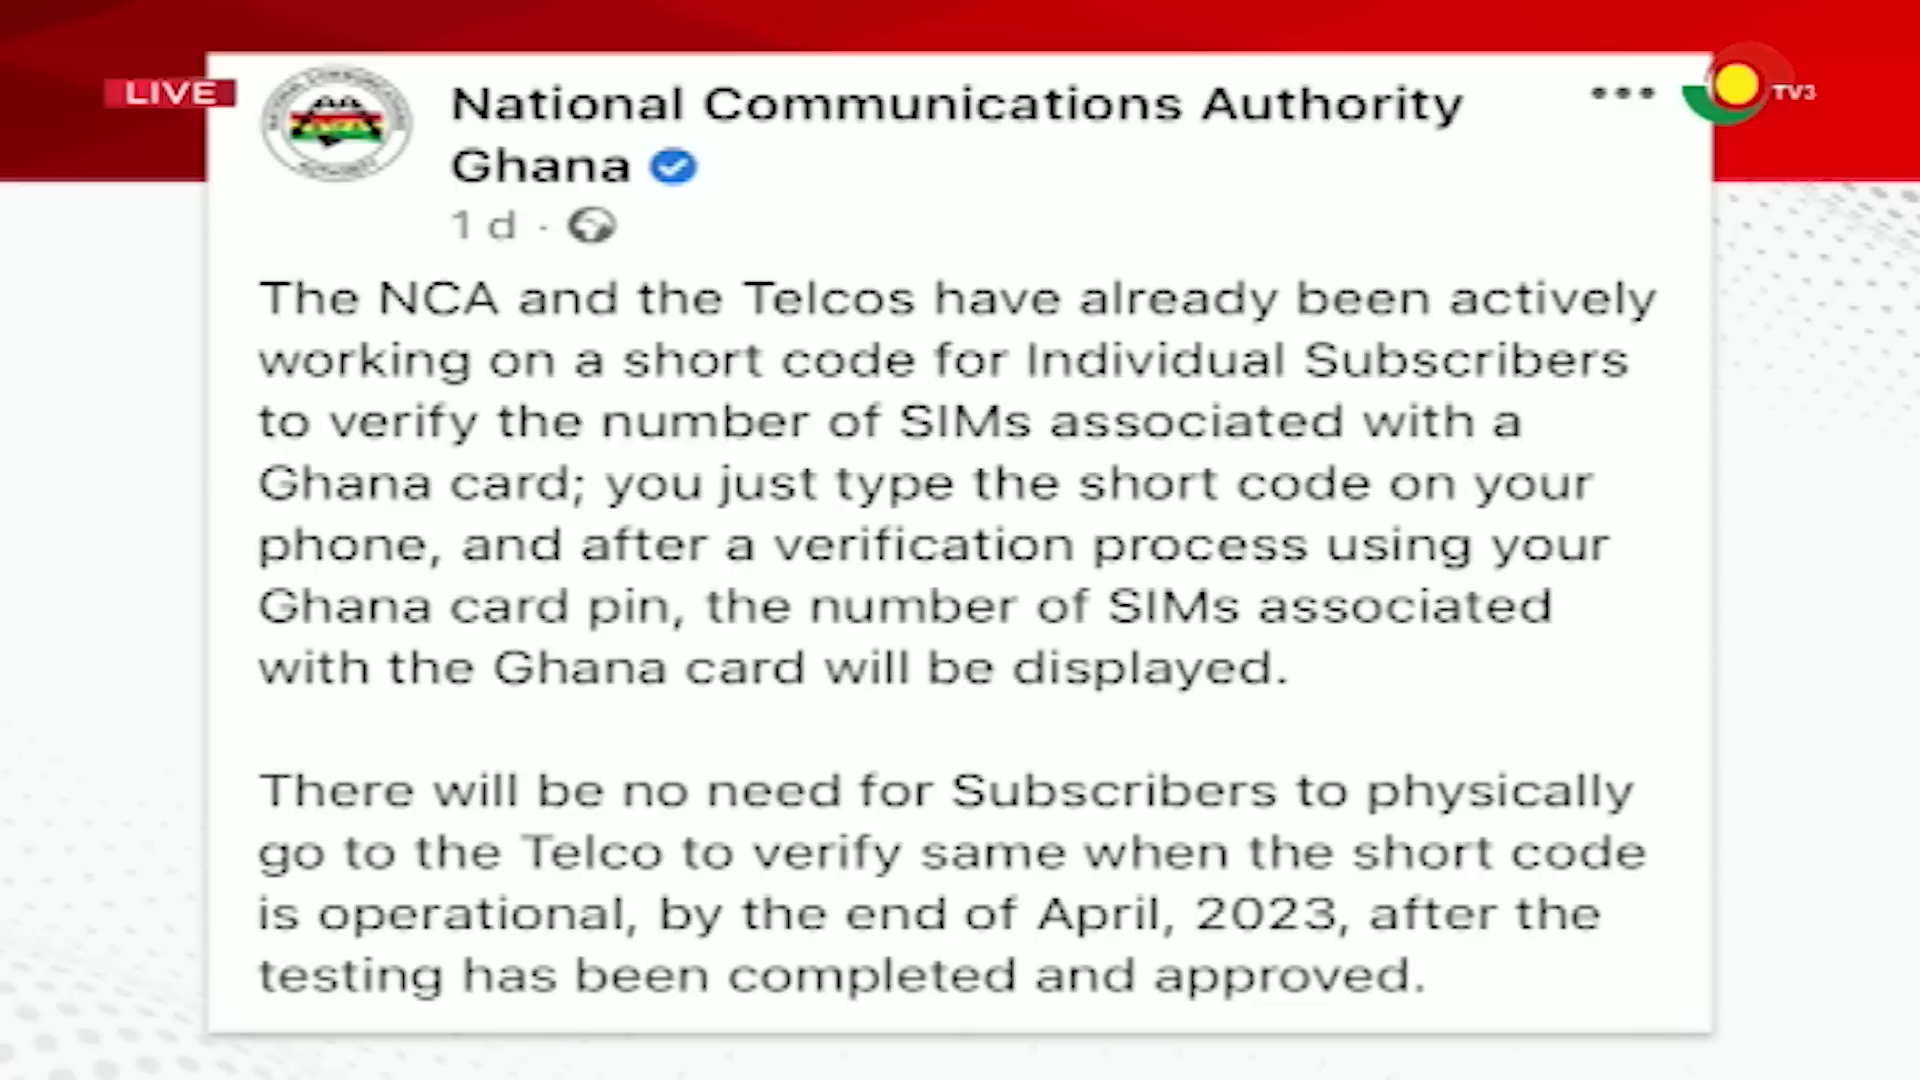 LIVE
National Communications Authority
Ghana
1 d ·
TV3
The NCA and the Telcos have already been actively
working on a short code for Individual Subscribers
to verify the number of SIMs associated with a
Ghana card; you just type the short code on your
phone, and after a verification process using your
Ghana card pin, the number of SIMs associated
with the Ghana card will be displayed.
There will be no need for Subscribers to physically
go to the Telco to verify same when the short code
is operational, by the end of April, 2023, after the
testing has been completed and approved.